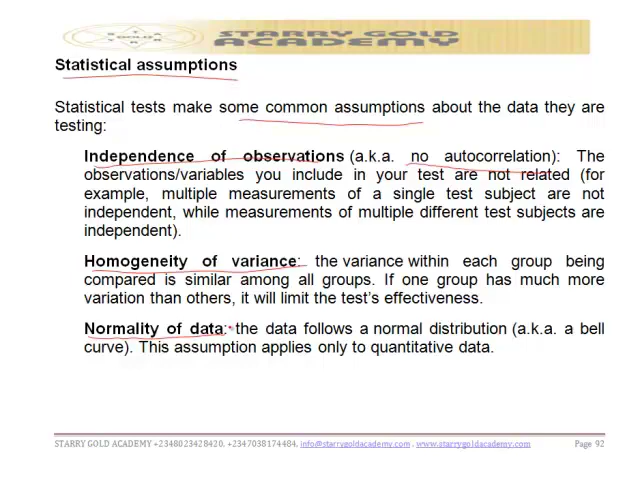 STARRY GOLD
ACADEMY
Statistical assumptions
Statistical tests make some common assumptions about the data they are
testing:
Independence of observations (a.k.a. no autocorrelation): The
observations/variables you include in your test are not related (for
example, multiple measurements of a single test subject are not
independent, while measurements of multiple different test subjects are
independent).
Homogeneity of variance: the variance within each group being
compared is similar among all groups. If one group has much more
variation than others, it will limit the test's effectiveness.
Normality of data: the data follows a normal distribution (a.k.a. a bell
curve). This assumption applies only to quantitative data.
STARRY GOLD ACADEMY +2348023428420, +2347038174484, info@starrygoldacademy.com , www.starrygoldacademy.com Page 92